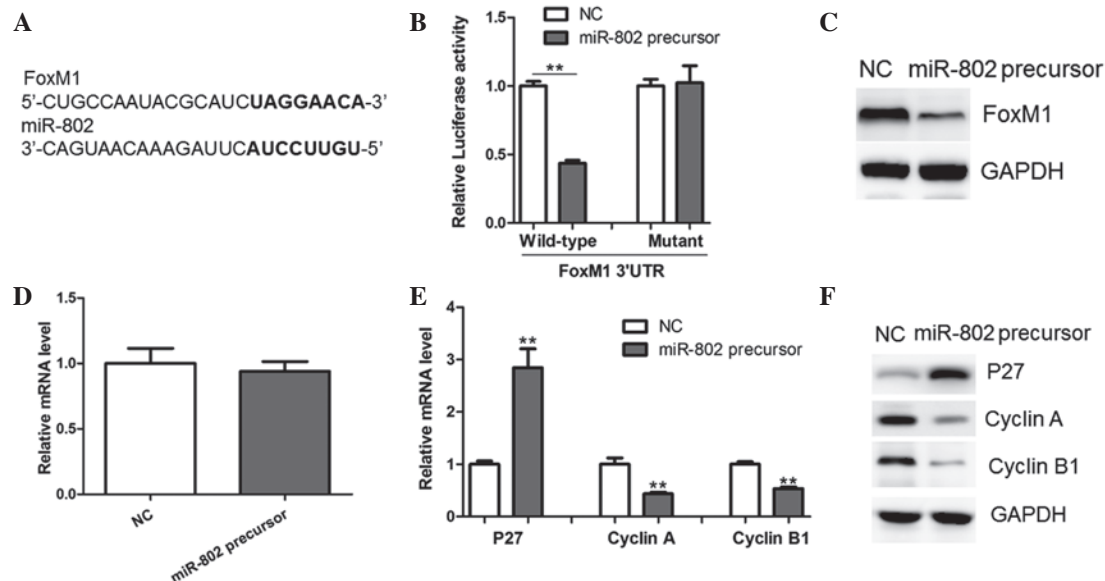 A
FoxM1
5'-CUGCCAAUACGCAUCUAGGAACA-3'
miR-802
3'-CAGUAACAAAGAUUCAUCCUUGU-5'
B
NC
miR-802 precursor
Relative Luciferase activity
1.5
1.0
0.5
0.0
**
Wild-type Mutant
FoxM1 3'UTR
C
NC miR-802 precursor
FoxM1
GAPDH
D
Relative mRNA level
1.5
1.0
0.5
0.0
NC
miR-802 precursor
E
NC
miR-802 precursor
Relative mRNA level
4
3
2
1
0
**
**
**
P27 Cyclin A Cyclin B1
F
NC miR-802 precursor
P27
Cyclin A
Cyclin B1
GAPDH